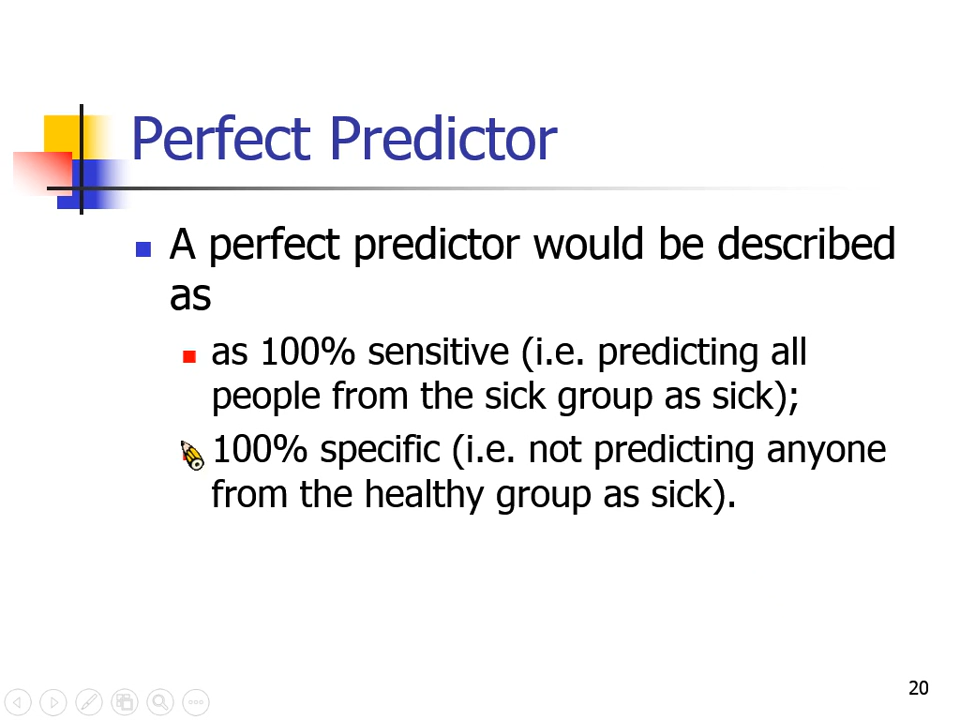 Perfect Predictor
A perfect predictor would be described
as
as 100% sensitive (i.e. predicting all
people from the sick group as sick);
100% specific (i.e. not predicting anyone
from the healthy group as sick).
20